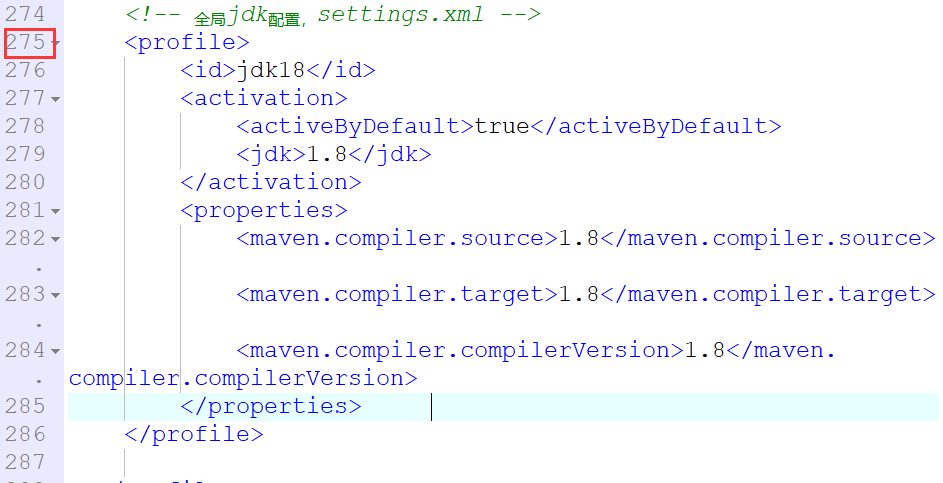 274 <!-- 全局jdk配置，settings.xml -->
275 <profile>
276 <id>jdk18</id>
277 <activation>
278 <activeByDefault>true</activeByDefault>
279 <jdk>1.8</jdk>
280 </activation>
281 <properties>
282 <maven.compiler.source>1.8</maven.compiler.source>
.
283 <maven.compiler.target>1.8</maven.compiler.target>
.
284 <maven.compiler.compilerVersion>1.8</maven.
. compiler.compilerVersion>
285 </properties>
286 </profile>
287